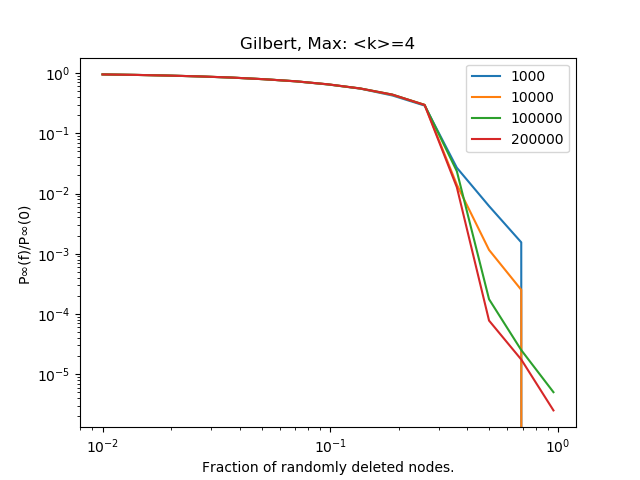 Gilbert, Max: <k>=4
1000
10000
100000
200000
10⁰
10⁻¹
10⁻²
10⁻³
10⁻⁴
10⁻⁵
P∞(f)/P∞(0)
10⁻² 10⁻¹ 10⁰
Fraction of randomly deleted nodes.